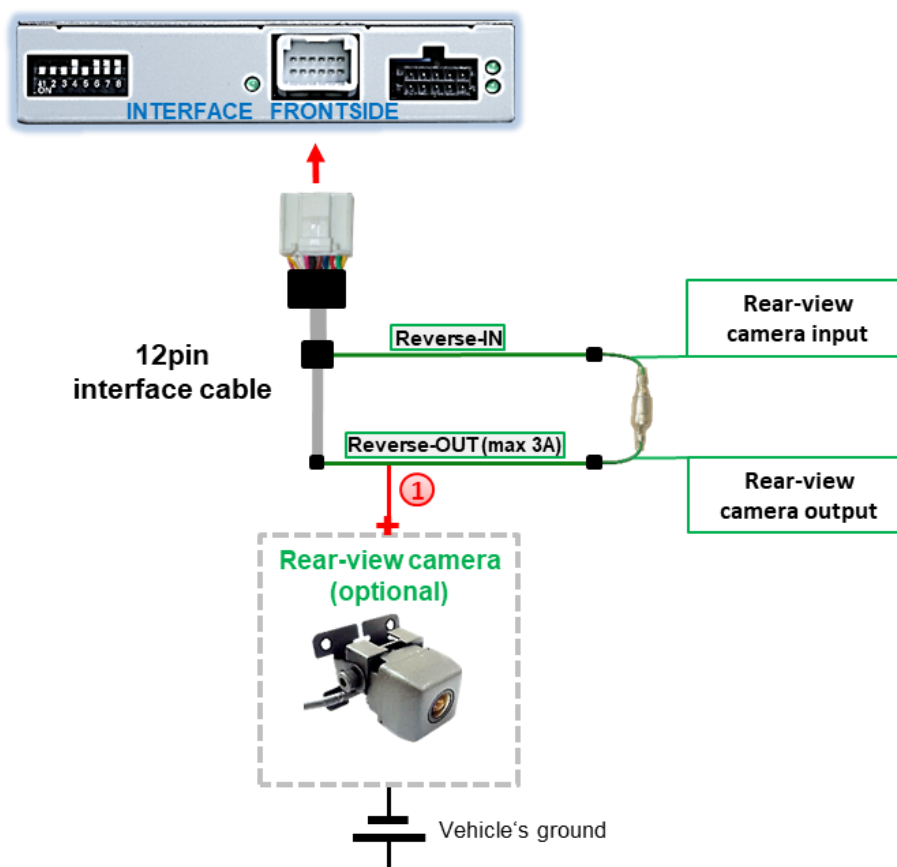 41 2 3 4 5 6 7 8
ON
INTERFACE FRONTSIDE
Reverse-IN
Rear-view
camera input
12pin
interface cable
Reverse-OUT (max 3A)
Rear-view
camera output
1
+
Rear-view camera
(optional)
Vehicle‘s ground